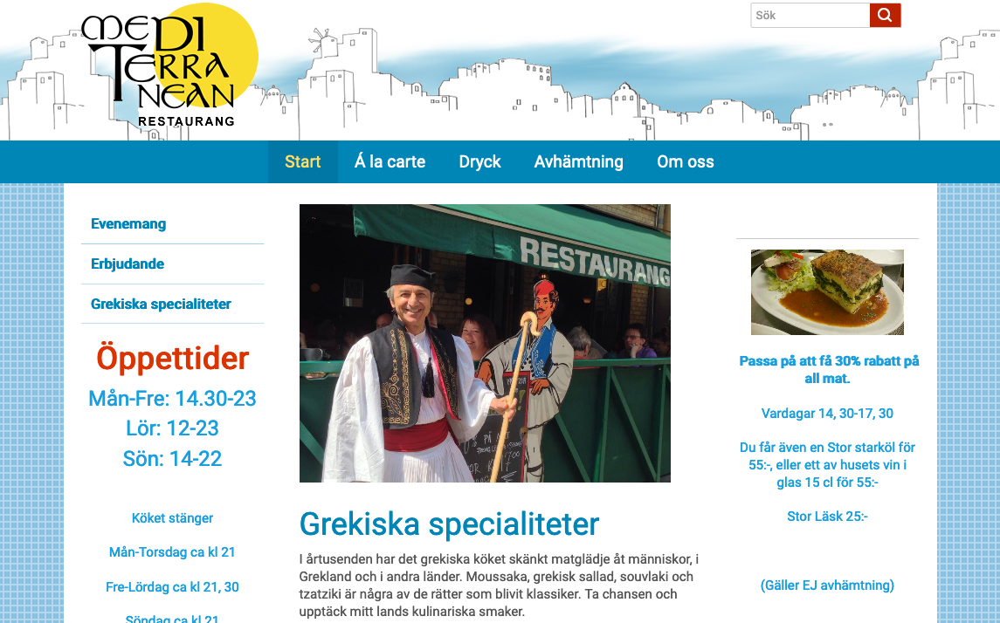 meDI
TERRA
NEAN
RESTAURANG
Sök
Start
Á la carte
Dryck
Avhämtning
Om oss
Evenemang
Erbjudande
Grekiska specialiteter
Öppettider
Mån-Fre: 14.30-23
Lör: 12-23
Sön: 14-22
Köket stänger
Mån-Torsdag ca kl 21
Fre-Lördag ca kl 21, 30
Söndag ca kl 21
RESTAURANG
Grekiska specialiteter
I årtusenden har det grekiska köket skänkt matglädje åt människor, i
Grekland och i andra länder. Moussaka, grekisk sallad, souvlaki och
tzatziki är några av de rätter som blivit klassiker. Ta chansen och
upptäck mitt lands kulinariska smaker.
Passa på att få 30% rabatt på
all mat.
Vardagar 14, 30-17, 30
Du får även en Stor starköl för
55:-, eller ett av husets vin i
glas 15 cl för 55:-
Stor Läsk 25:-
(Gäller EJ avhämtning)